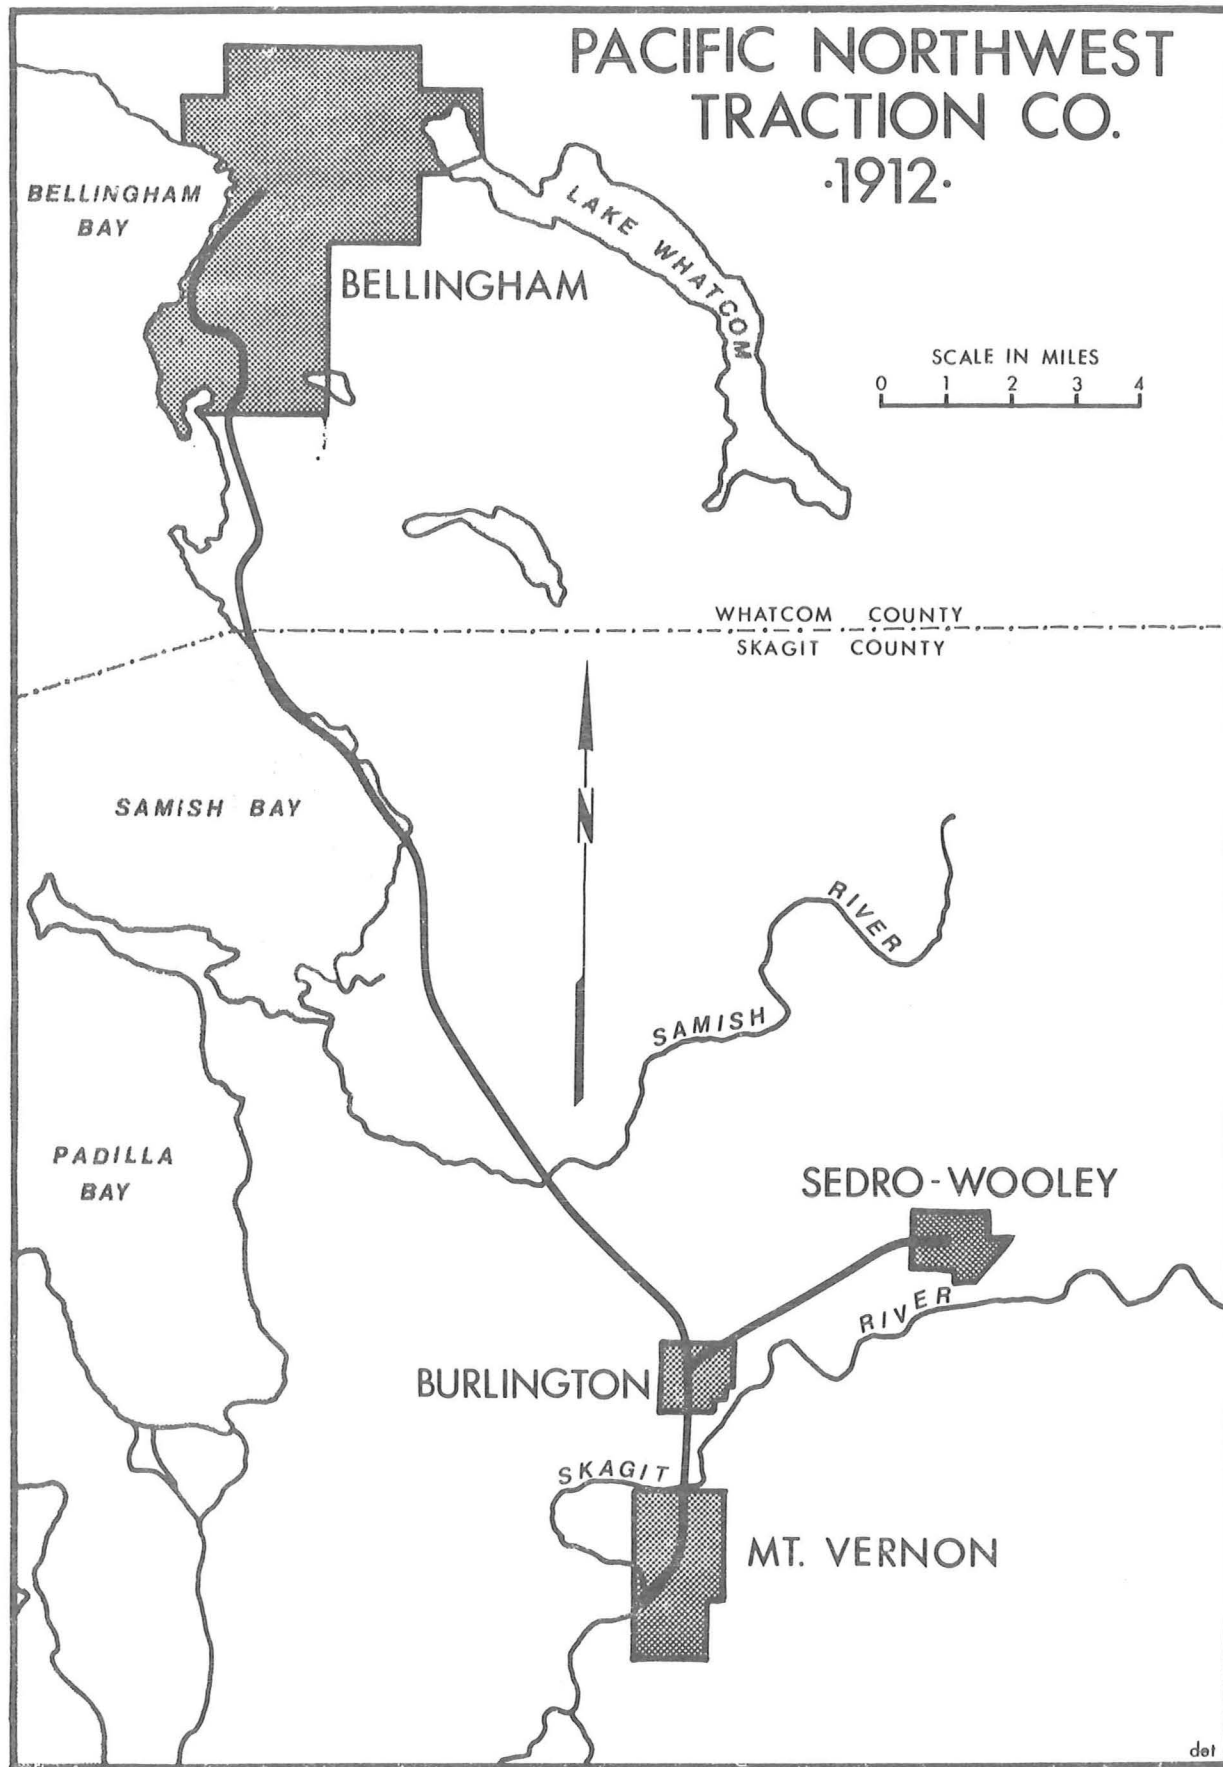 PACIFIC NORTHWEST
TRACTION CO.
·1912·
BELLINGHAM
BAY
LAKE WHATCOM
BELLINGHAM
SCALE IN MILES
0 1 2 3 4
WHATCOM COUNTY
SKAGIT COUNTY
SAMISH BAY
N
RIVER
SAMISH
PADILLA
BAY
SEDRO-WOOLEY
RIVER
BURLINGTON
SKAGIT
MT. VERNON
det